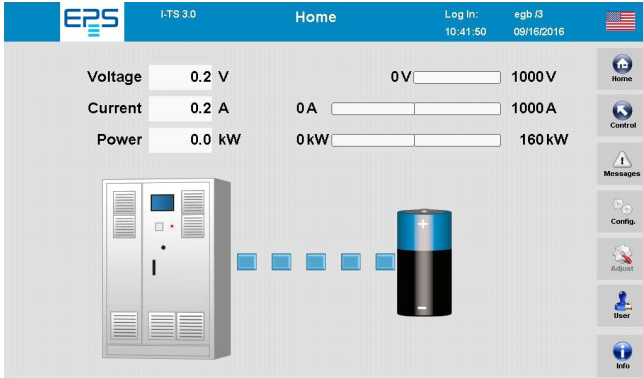 EPS
I-TS 3.0
Home
Log In: egb /3
10:41:50 09/16/2016
Voltage 0.2 V 0 V 1000 V
Current 0.2 A 0 A 1000 A
Power 0.0 kW 0 kW 160 kW
Home
Control
Messages
Config.
Adjust
User
Info
+
−